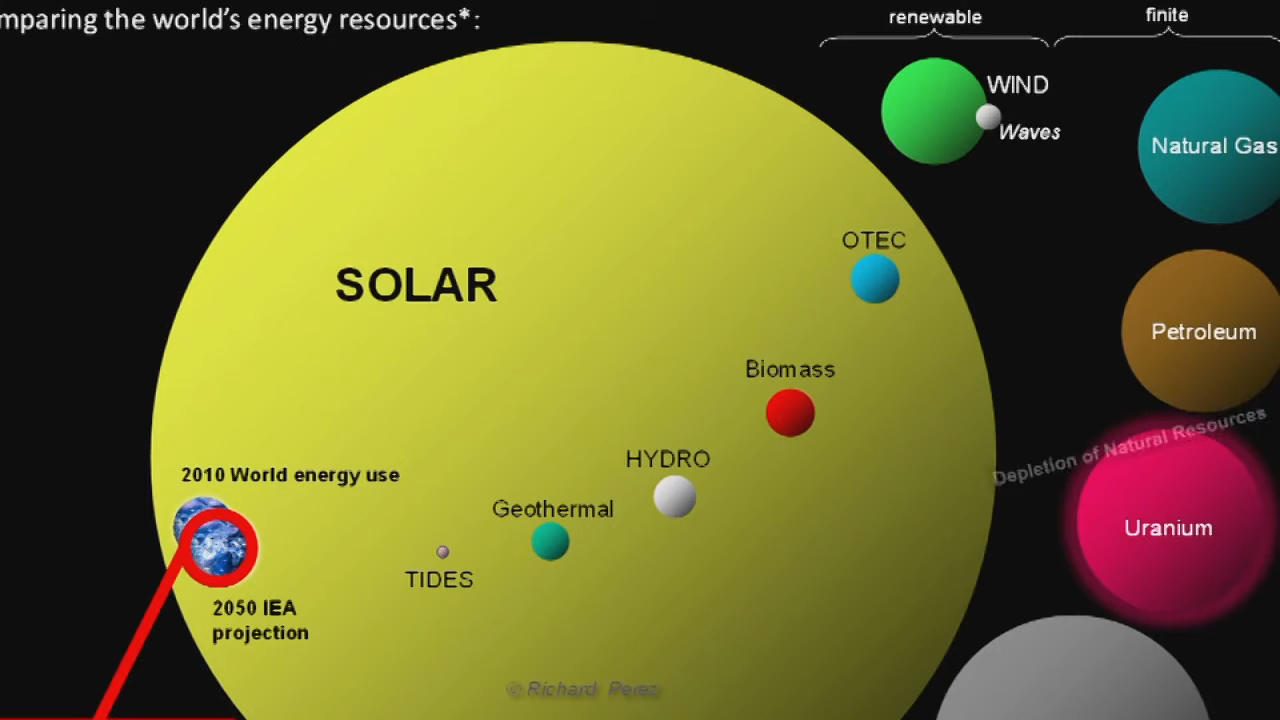 mparing the world's energy resources*:
renewable
finite
WIND
Waves
Natural Gas
OTEC
SOLAR
Petroleum
Biomass
Depletion of Natural Resources
HYDRO
2010 World energy use
Geothermal
Uranium
TIDES
2050 IEA
projection
© Richard Perez